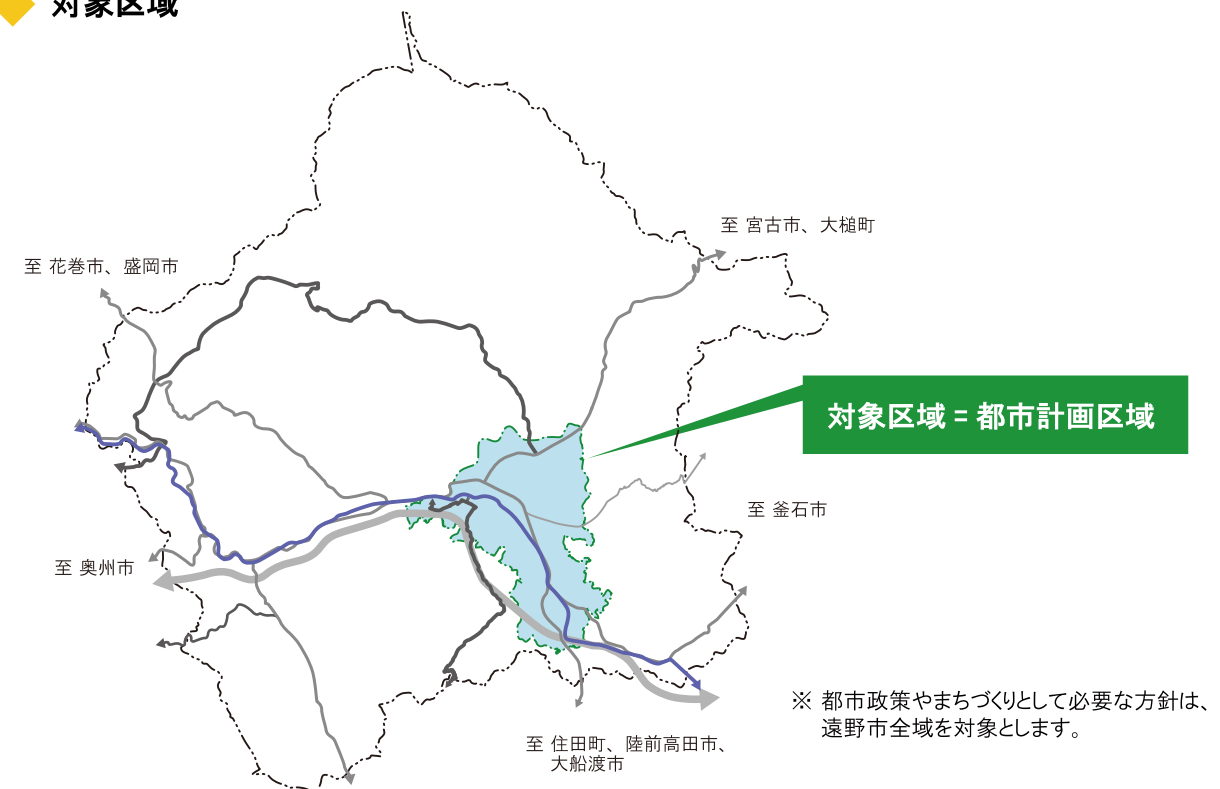 対象区域
至 宮古市、大槌町
至 花巻市、盛岡市
対象区域 = 都市計画区域
至 釜石市
至 奥州市
※ 都市政策やまちづくりとして必要な方針は、
遠野市全域を対象とします。
至 住田町、陸前高田市、
大船渡市